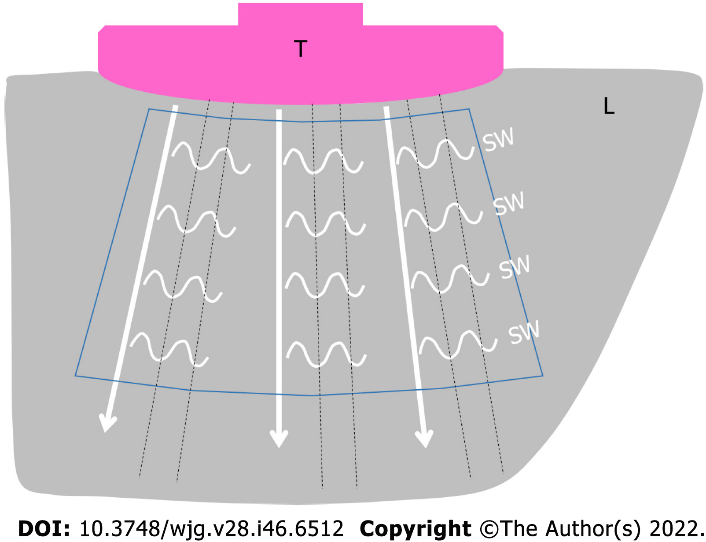 T
L
SW
SW
SW
SW
DOI: 10.3748/wjg.v28.i46.6512 Copyright ©The Author(s) 2022.